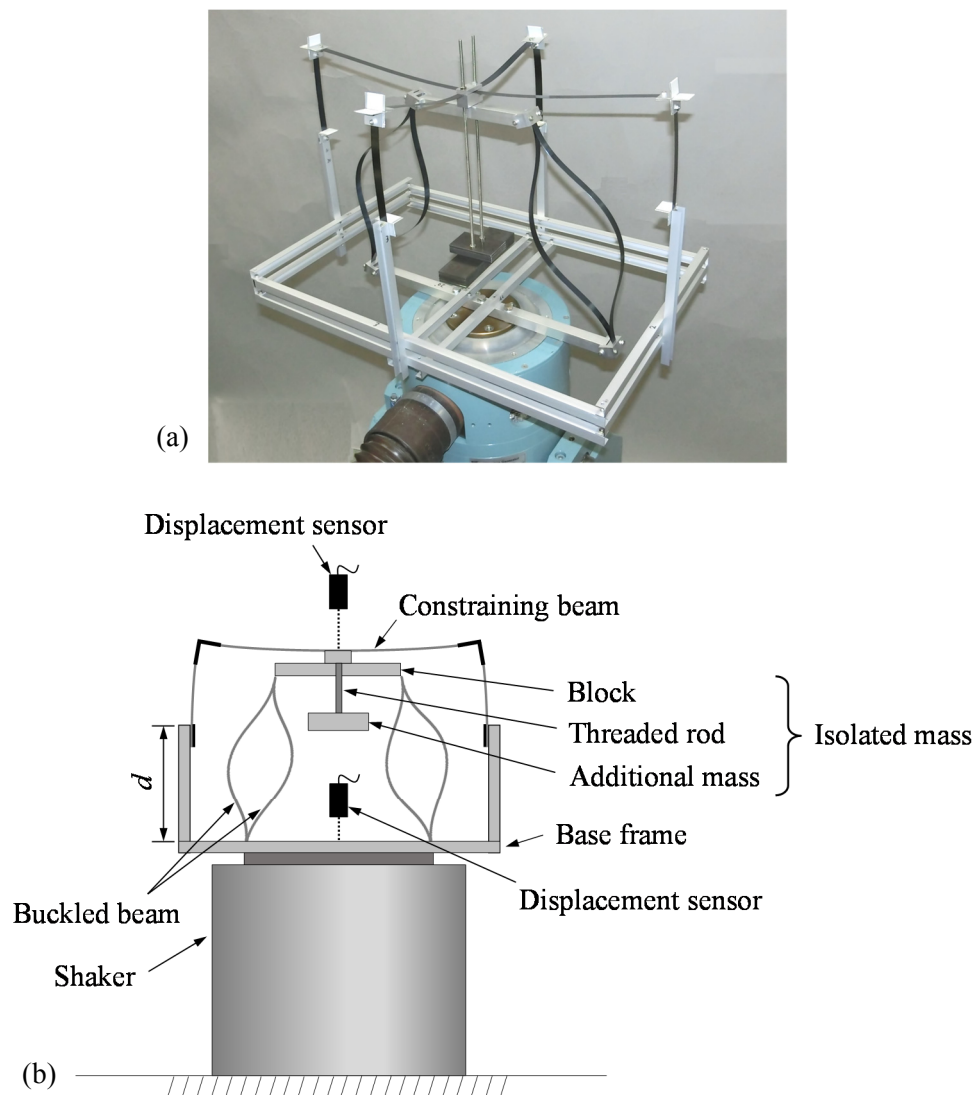 (a)
Displacement sensor
Constraining beam
Block
Threaded rod
Isolated mass
Additional mass
d
Base frame
Displacement sensor
Buckled beam
Shaker
(b)